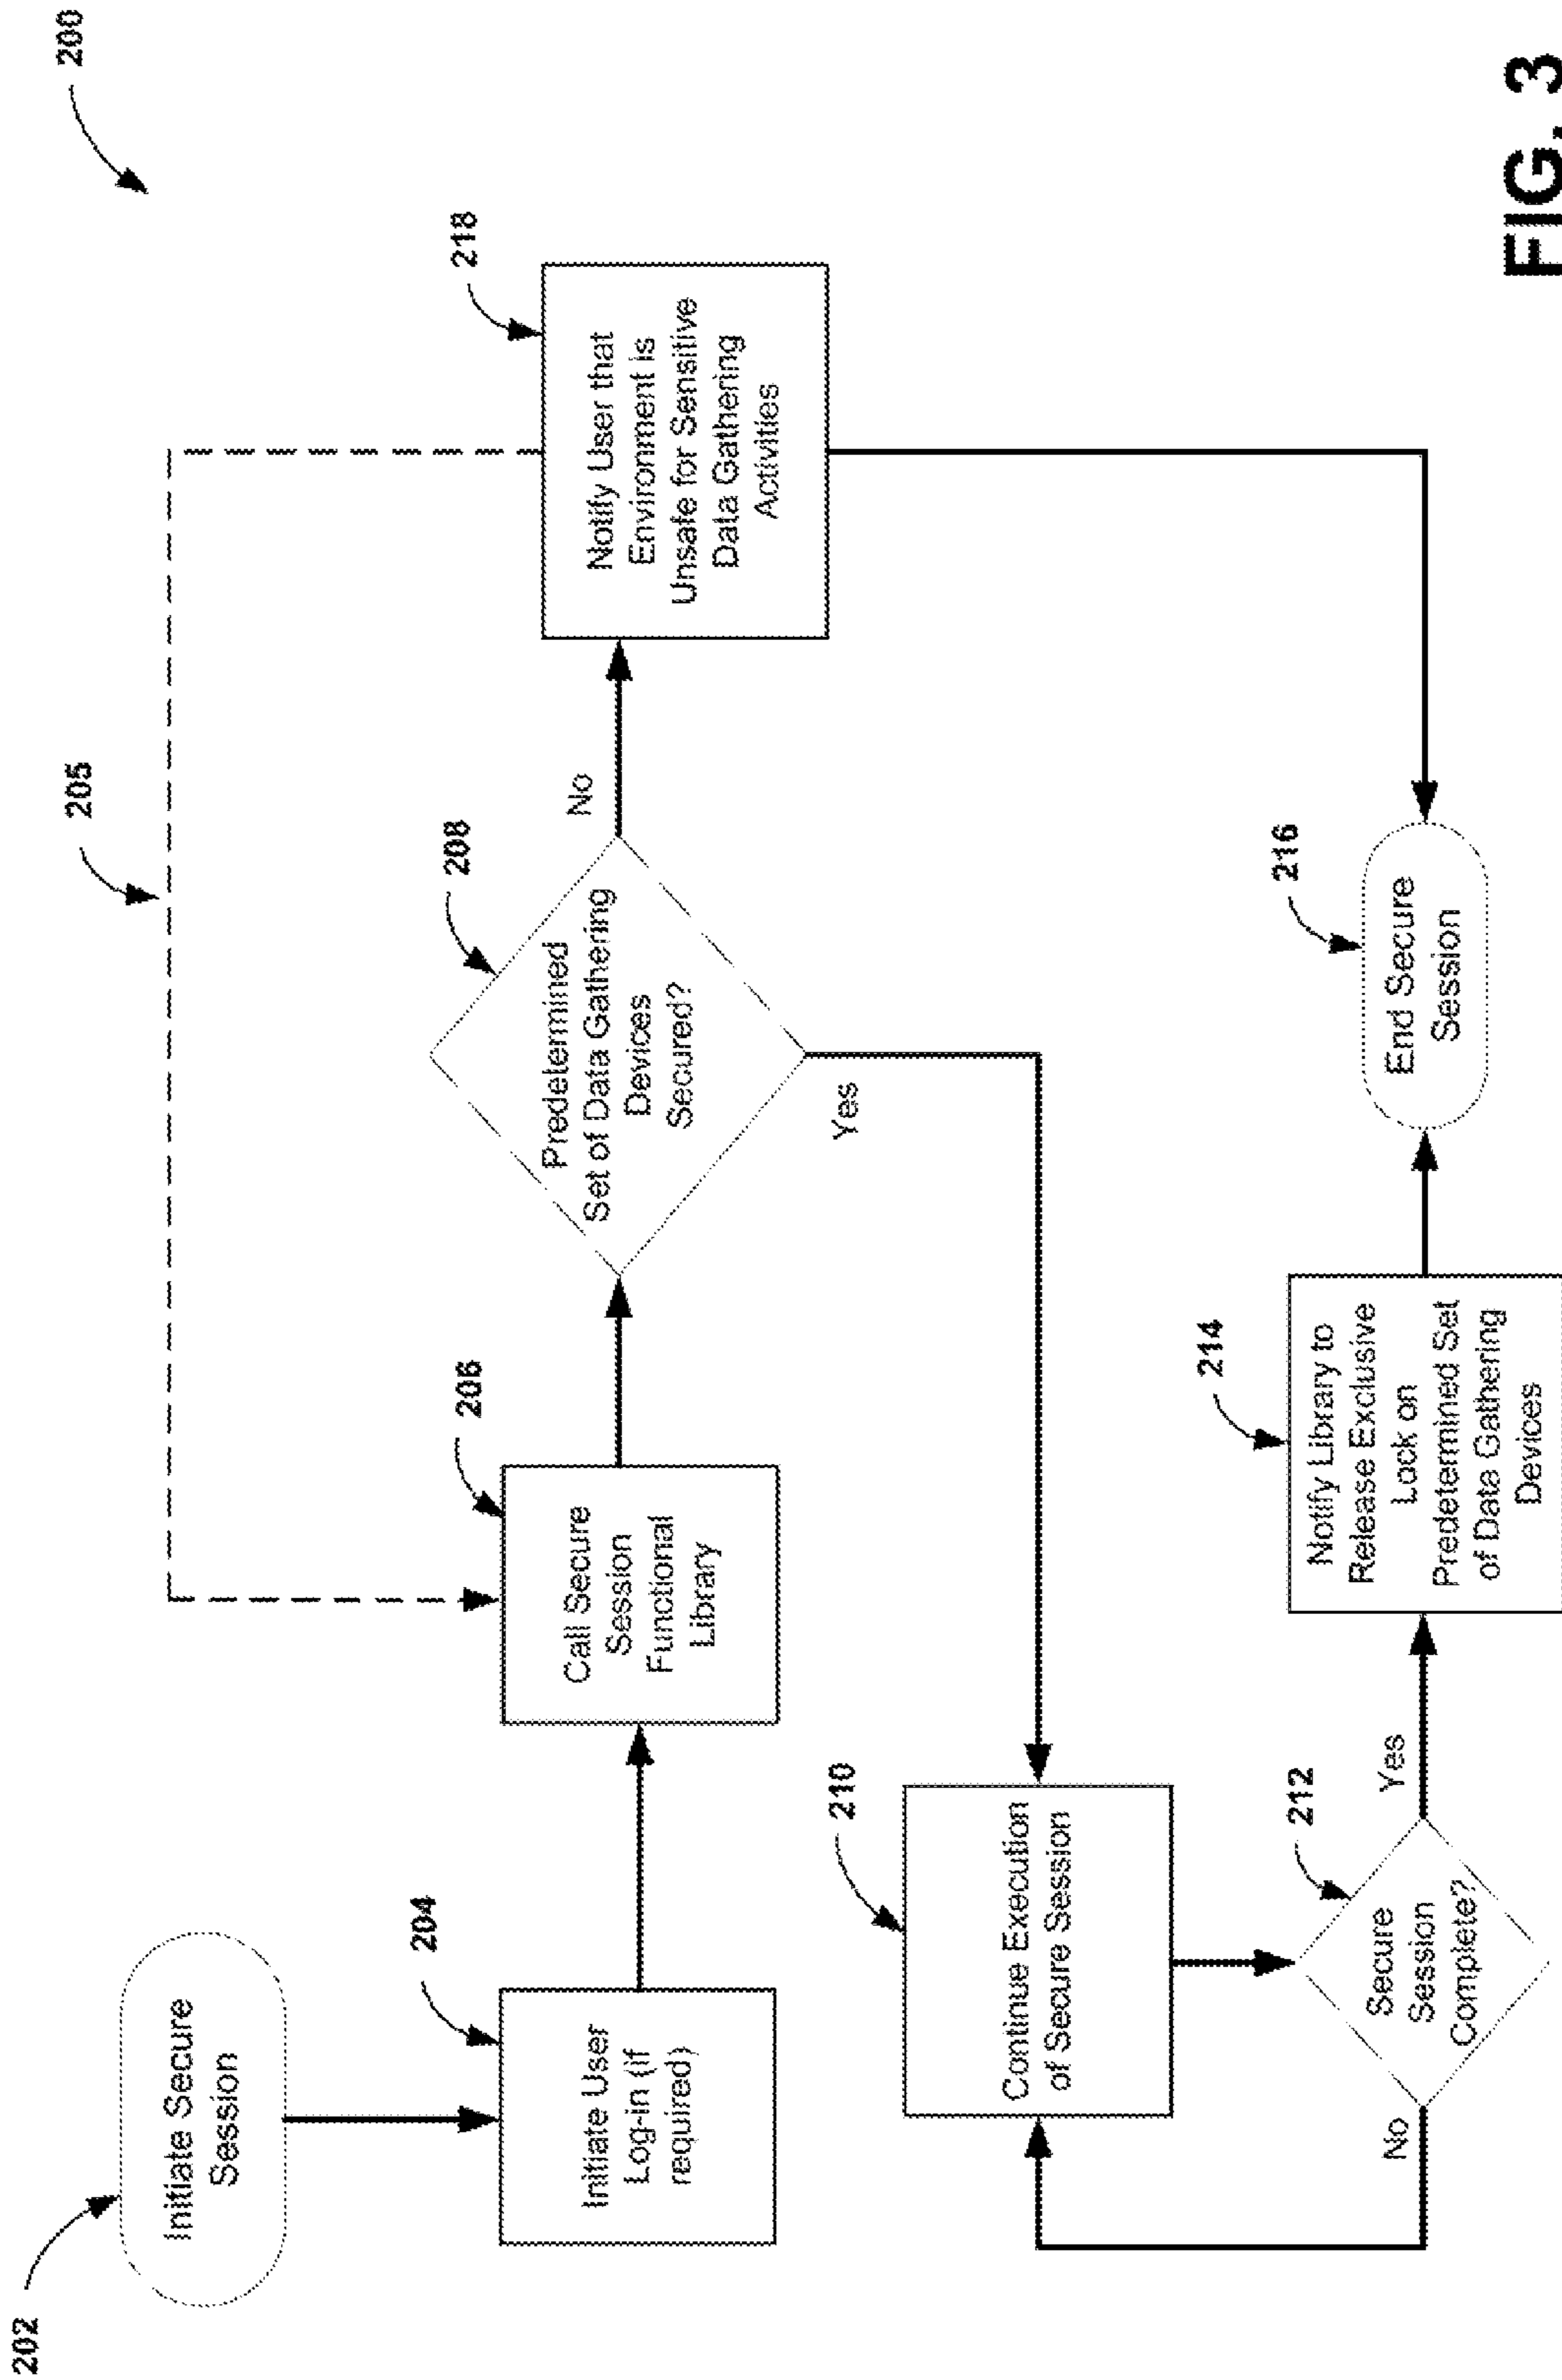 200
205
202
Initiate Secure
Session
204
Initiate User
Log-in (if
required)
206
Call Secure
Session
Functional
Library
208
Predetermined
Set of Data Gathering
Devices
Secured?
No
Yes
218
Notify User that
Environment is
Unsafe for Sensitive
Data Gathering
Activities
210
Continue Execution
of Secure Session
212
Secure
Session
Complete?
No
Yes
214
Notify Library to
Release Exclusive
Lock on
Predetermined Set
of Data Gathering
Devices
216
End Secure
Session
FIG. 3